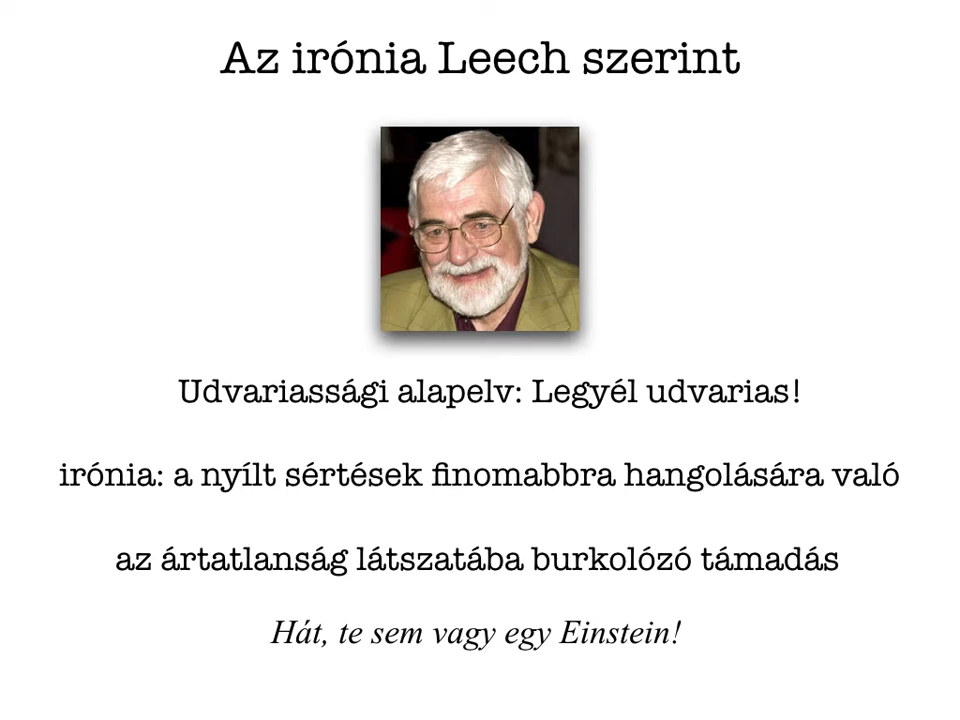 Az irónia Leech szerint
Udvariassági alapelv: Legyél udvarias!
irónia: a nyílt sértések finomabbra hangolására való
az ártatlanság látszatába burkolózó támadás
Hát, te sem vagy egy Einstein!